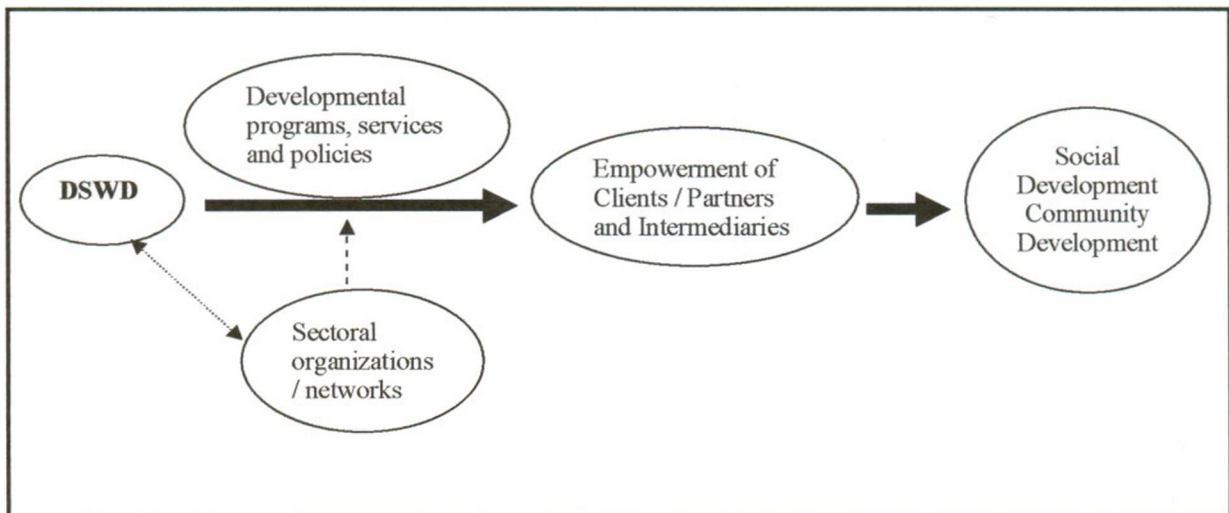 Developmental
programs, services
and policies
DSWD
Empowerment of
Clients / Partners
and Intermediaries
Social
Development
Community
Development
Sectoral
organizations
/ networks